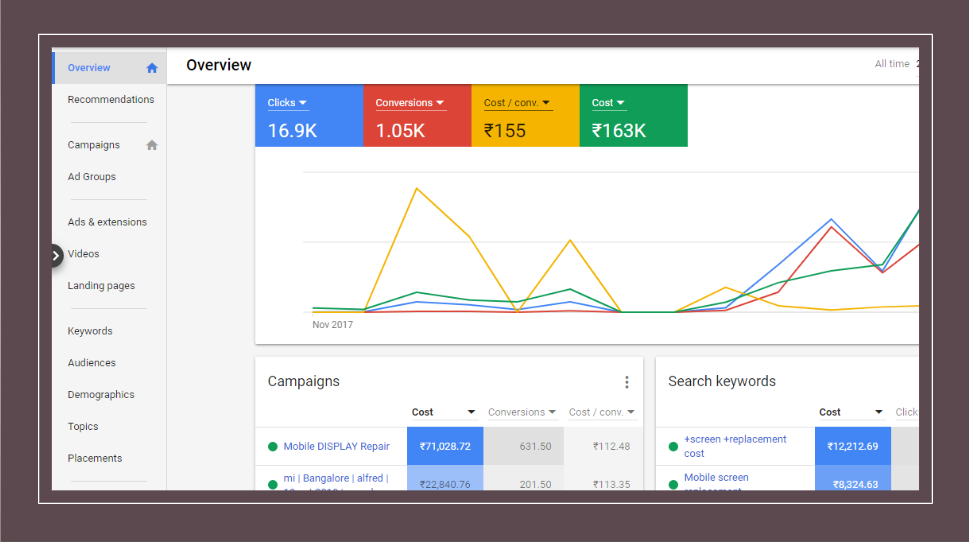 Overview
Recommendations
Campaigns
Ad Groups
Ads & extensions
Videos
Landing pages
Keywords
Audiences
Demographics
Topics
Placements
Overview
All time
Clicks
16.9K
Conversions
1.05K
Cost / conv.
₹155
Cost
₹163K
Nov 2017
Campaigns
Cost Conversions Cost / conv.
Mobile DISPLAY Repair ₹71,028.72 631.50 ₹112.48
mi | Bangalore | alfred | ₹22,840.76 201.50 ₹113.35
Search keywords
Cost
+screen +replacement
cost
₹12,212.69
Mobile screen
₹8,324.63